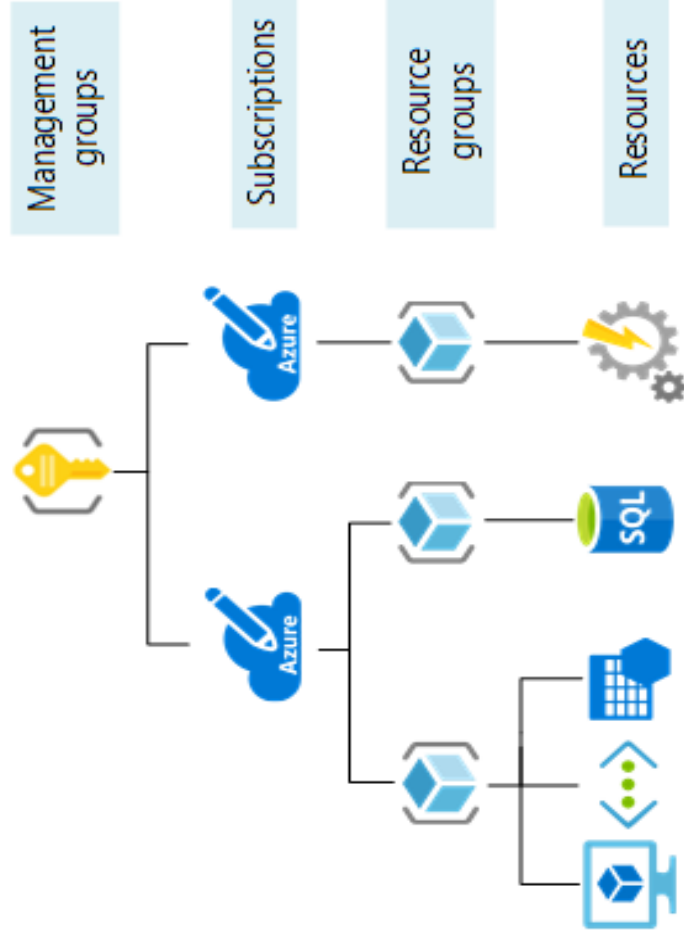 Management
groups
Subscriptions
Resource
groups
Resources
Azure
Azure
SQL